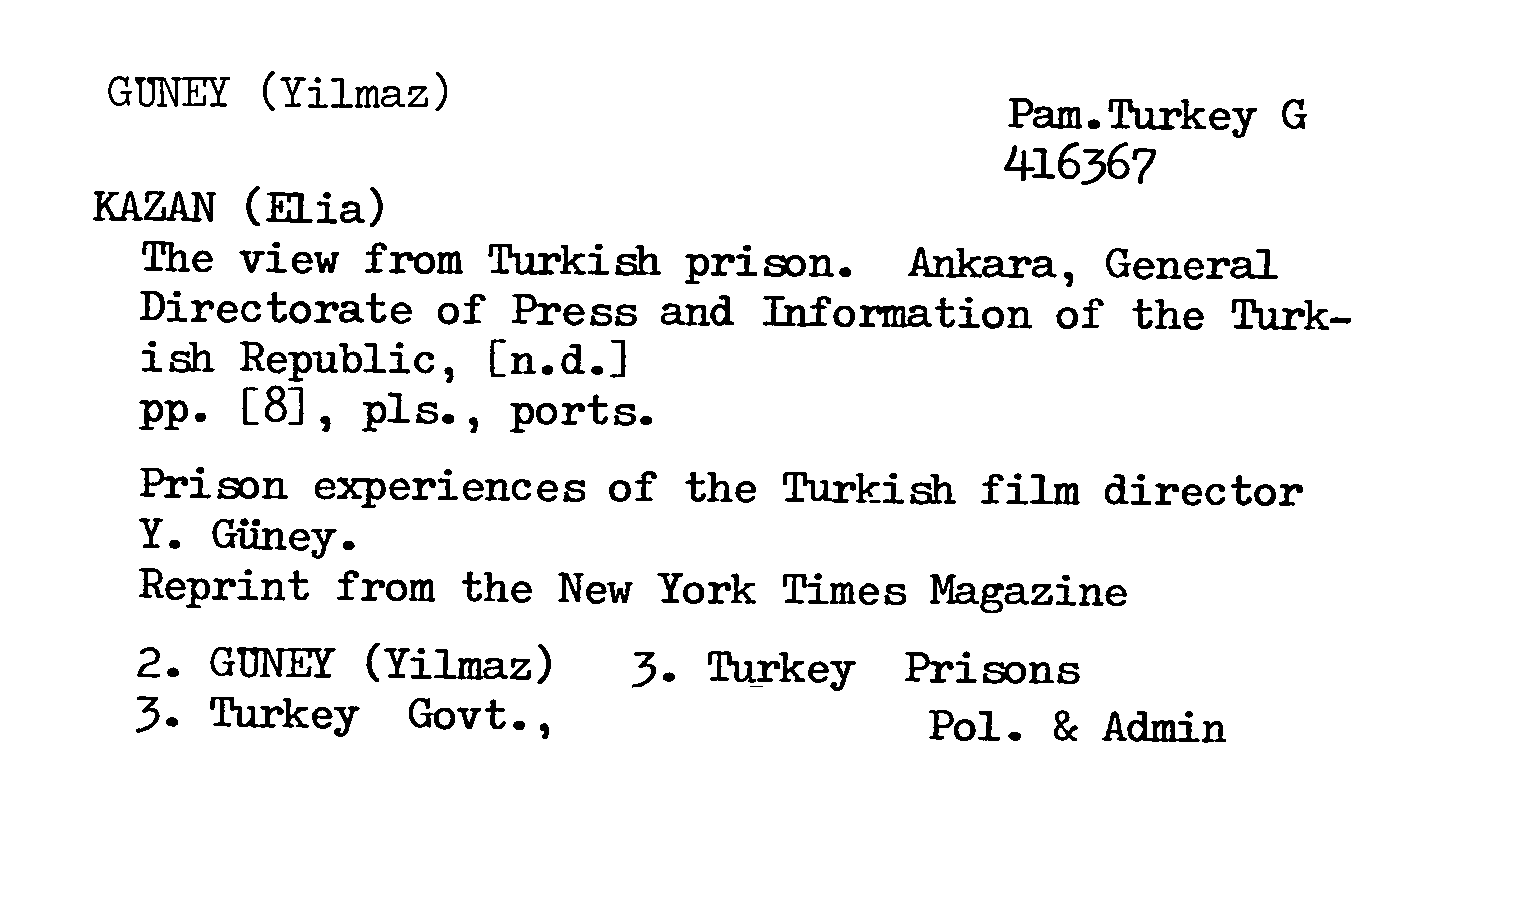 GUNEY (Yilmaz)
Pam.Turkey G
416367
KAZAN (Elia)
The view from Turkish prison. Ankara, General
Directorate of Press and Information of the Turk-
ish Republic, [n.d.]
pp. [8], pls., ports.
Prison experiences of the Turkish film director
Y. Güney.
Reprint from the New York Times Magazine
2. GUNEY (Yilmaz) 3. Turkey Prisons
3. Turkey Govt., Pol. & Admin